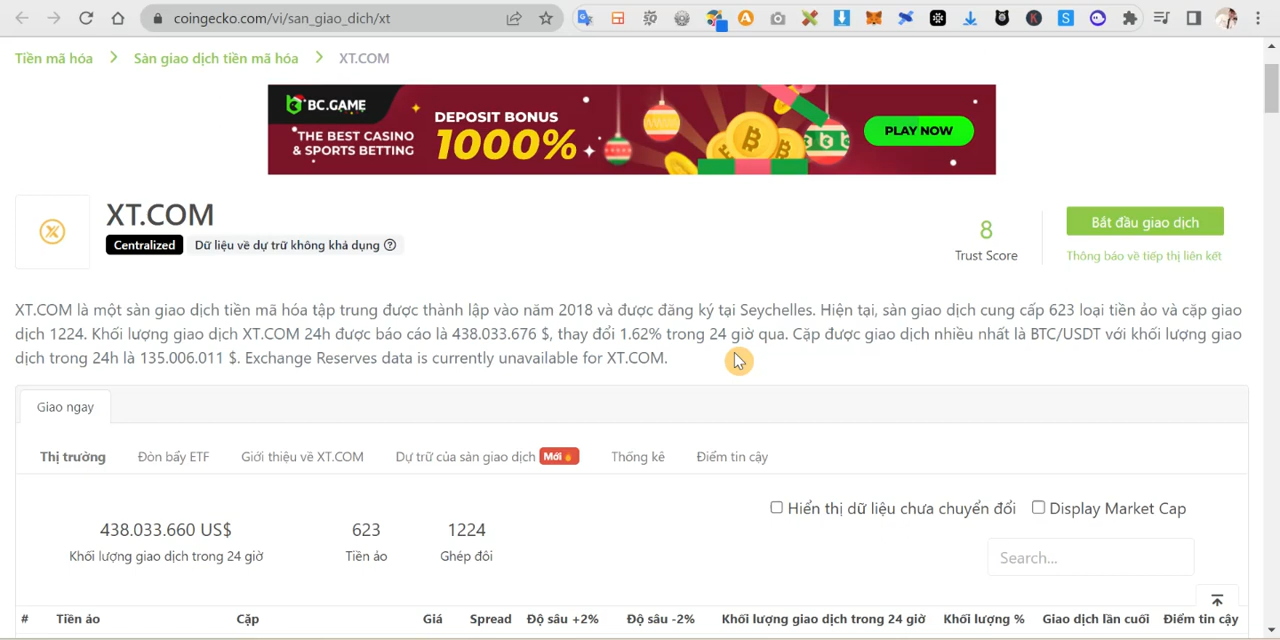 coingecko.com/vi/san_giao_dich/xt
Tiền mã hóa > Sàn giao dịch tiền mã hóa > XT.COM
BC.GAME
THE BEST CASINO
& SPORTS BETTING
DEPOSIT BONUS
1000%
PLAY NOW
XT.COM
Centralized Dữ liệu về dự trữ không khả dụng
8
Trust Score
Bắt đầu giao dịch
Thông báo về tiếp thị liên kết
XT.COM là một sàn giao dịch tiền mã hóa tập trung được thành lập vào năm 2018 và được đăng ký tại Seychelles. Hiện tại, sàn giao dịch cung cấp 623 loại tiền ảo và cặp giao
dịch 1224. Khối lượng giao dịch XT.COM 24h được báo cáo là 438.033.676 $, thay đổi 1.62% trong 24 giờ qua. Cặp được giao dịch nhiều nhất là BTC/USDT với khối lượng giao
dịch trong 24h là 135.006.011 $. Exchange Reserves data is currently unavailable for XT.COM.
Giao ngay
Thị trường Đòn bẩy ETF Giới thiệu về XT.COM Dự trữ của sàn giao dịch Mới Thống kê Điểm tin cậy
Hiển thị dữ liệu chưa chuyển đổi Display Market Cap
438.033.660 US$ 623 1224
Khối lượng giao dịch trong 24 giờ Tiền ảo Ghép đôi
Search...
# Tiền ảo Cặp Giá Spread Độ sâu +2% Độ sâu -2% Khối lượng giao dịch trong 24 giờ Khối lượng % Giao dịch lần cuối Điểm tin cậy